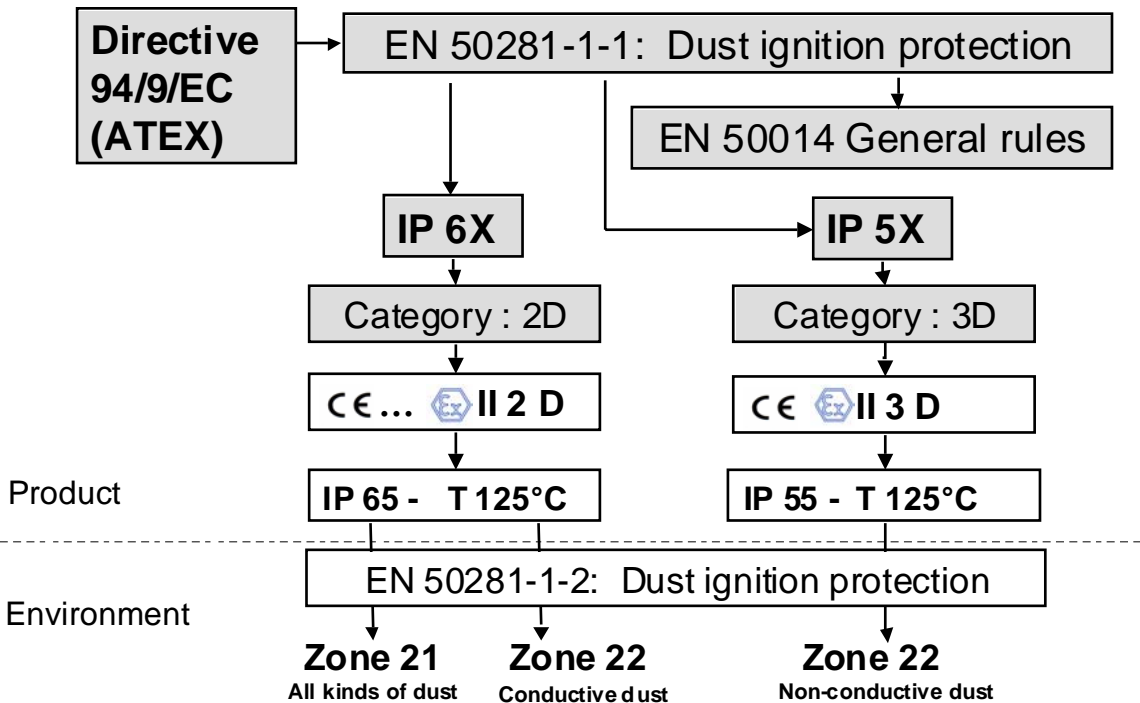 Directive
94/9/EC
(ATEX)
EN 50281-1-1: Dust ignition protection
EN 50014 General rules
IP 6X
IP 5X
Category : 2D
Category : 3D
CE... Ex II 2 D
CE Ex II 3 D
Product
IP 65 - T 125°C
IP 55 - T 125°C
EN 50281-1-2: Dust ignition protection
Environment
Zone 21
All kinds of dust
Zone 22
Conductive dust
Zone 22
Non-conductive dust